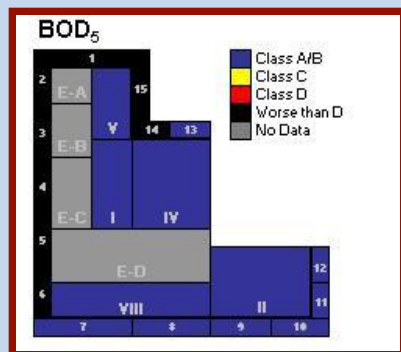 BOD5
Class A/B
Class C
Class D
Worse than D
No Data
1
2
E-A
15
V
3
14
13
E-B
4
E-C
I
IV
5
E-D
12
6
VIII
II
11
7
8
9
10